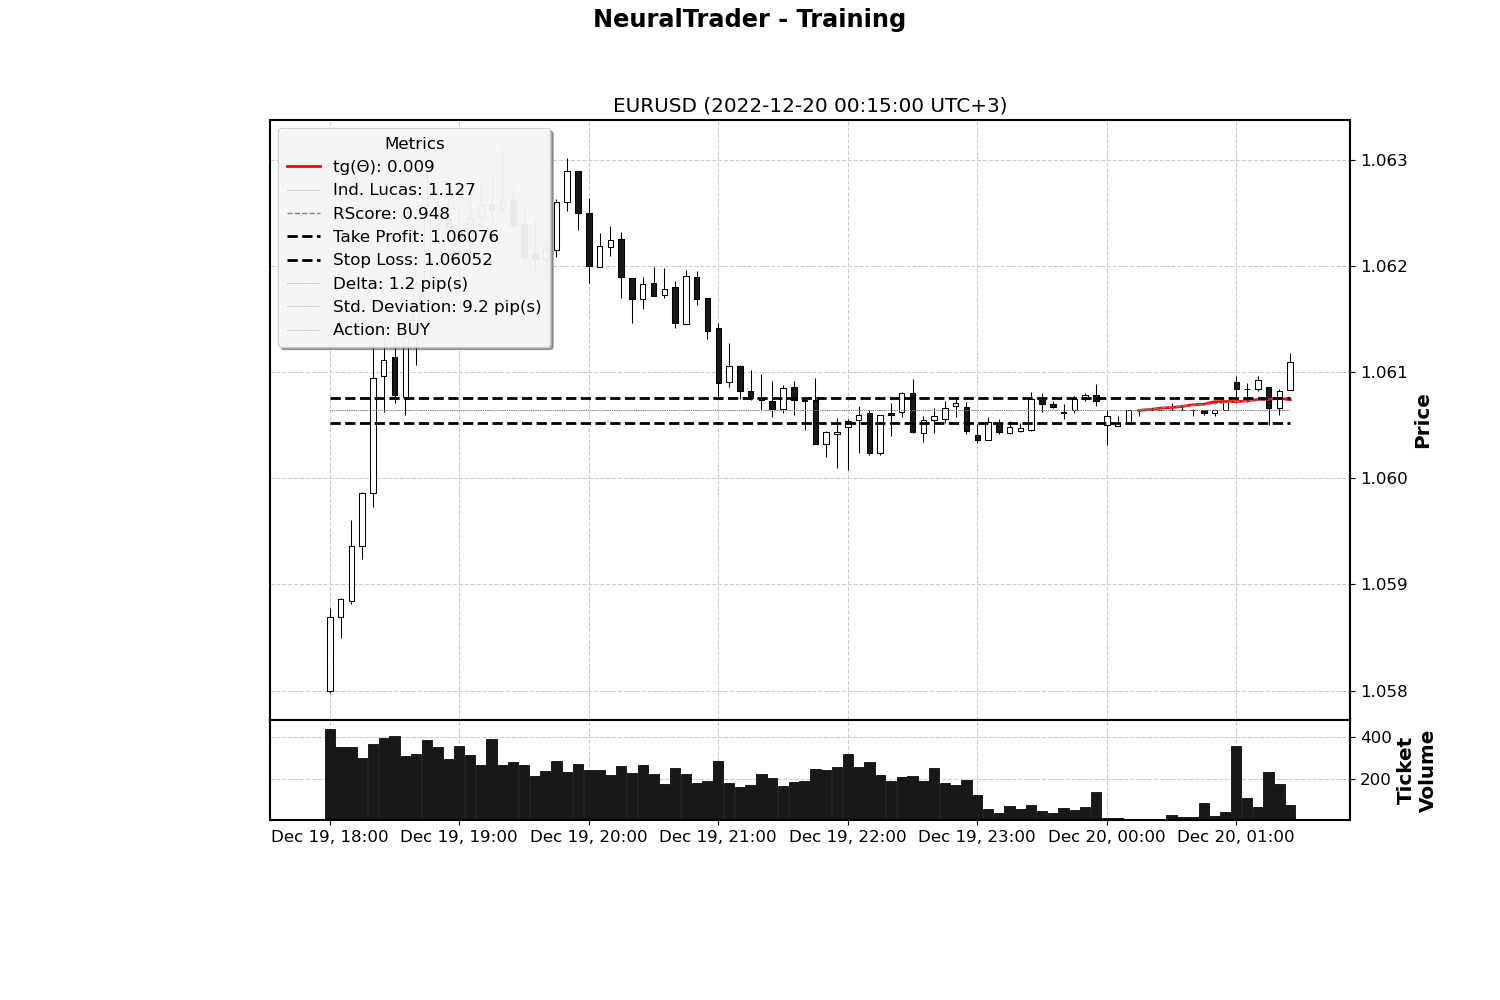 NeuralTrader - Training
EURUSD (2022-12-20 00:15:00 UTC+3)
Metrics
tg(Θ): 0.009
Ind. Lucas: 1.127
RScore: 0.948
Take Profit: 1.06076
Stop Loss: 1.06052
Delta: 1.2 pip(s)
Std. Deviation: 9.2 pip(s)
Action: BUY
1.063
1.062
1.061
1.060
1.059
1.058
Price
400
200
Ticket
Volume
Dec 19, 18:00 Dec 19, 19:00 Dec 19, 20:00 Dec 19, 21:00 Dec 19, 22:00 Dec 19, 23:00 Dec 20, 00:00 Dec 20, 01:00